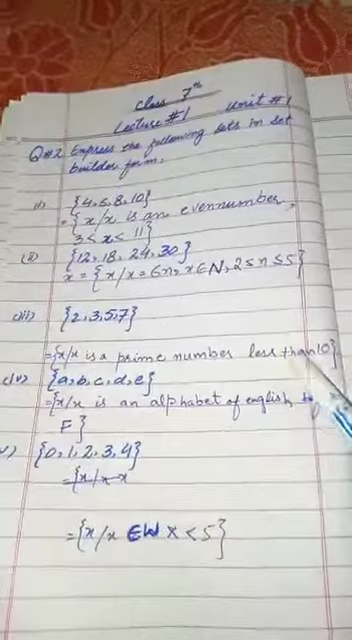 Class 7th
Lecture #1 Unit #1
Q#2 Express the following sets in set
builder form.
i) {4,6,8,10}
= {x/x is an even number,
3 < x < 11}
(ii) {12, 18, 24, 30}
x = {x/x = 6n, x ∈ N, 2 ≤ n ≤ 5}
(iii) {2, 3, 5, 7}
= {x/x is a prime number less than 10}
(iv) {a, b, c, d, e}
= {x/x is an alphabet of english
F}
v) {0, 1, 2, 3, 4}
= {x/x x
= {x/x ∈ W x < 5}